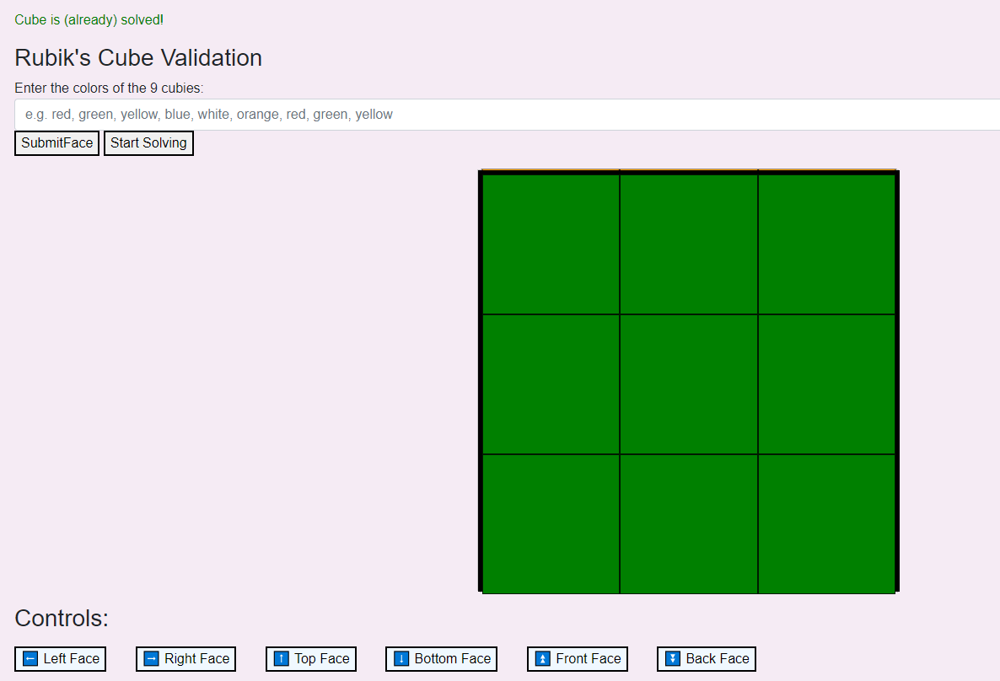 Cube is (already) solved!
Rubik's Cube Validation
Enter the colors of the 9 cubies:
e.g. red, green, yellow, blue, white, orange, red, green, yellow
SubmitFace Start Solving
Controls:
← Left Face → Right Face ↑ Top Face ↓ Bottom Face ⏫ Front Face ⏬ Back Face